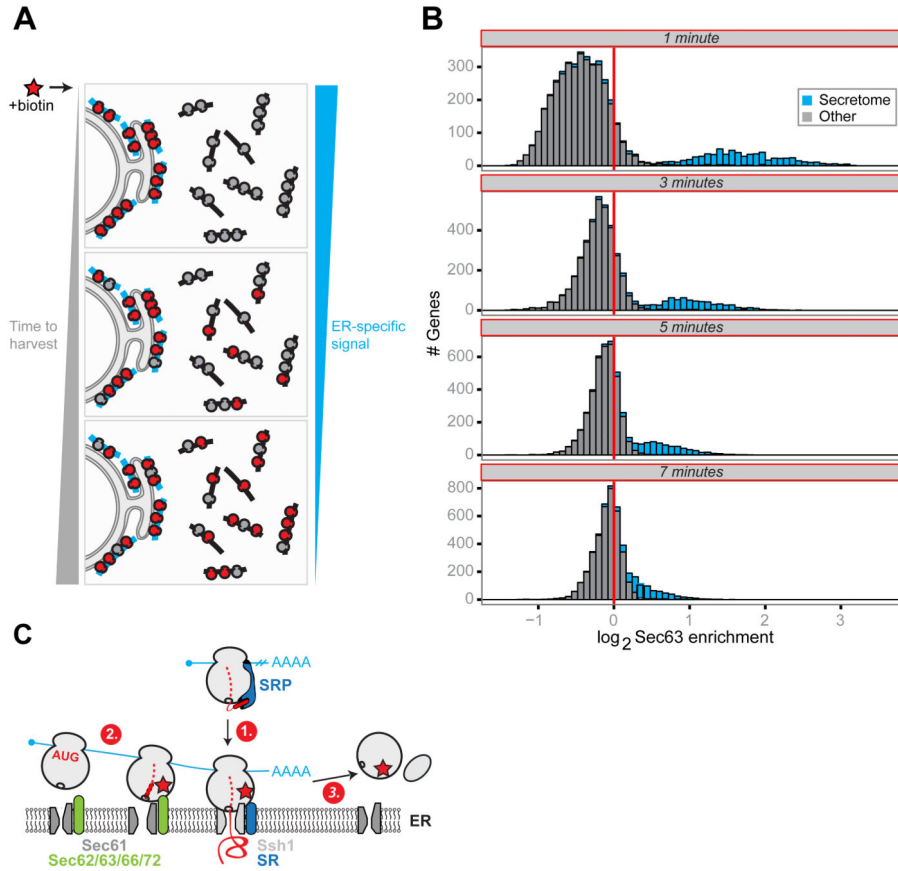 A
+biotin
Time to
harvest
ER-specific
signal
B
1 minute
300
200
100
0
Secretome
Other
3 minutes
400
200
0
5 minutes
600
400
200
0
7 minutes
800
600
400
200
0
# Genes
−1
0
1
2
3
log2 Sec63 enrichment
C
AAAA
SRP
1.
2.
AUG
AAAA
3.
ER
Sec61
Sec62/63/66/72
Ssh1
SR